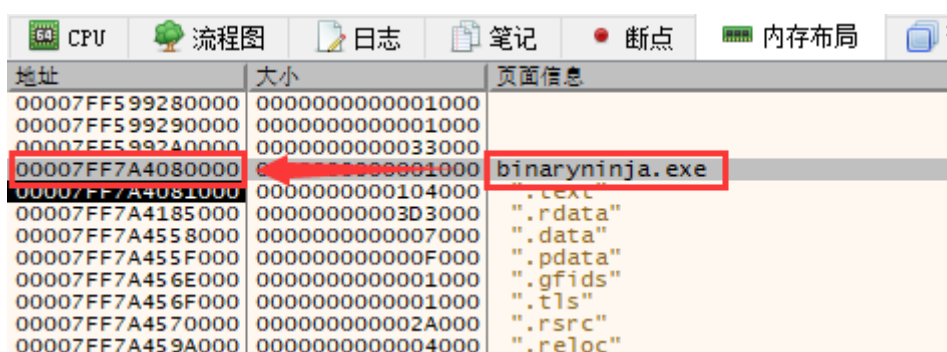 CPU 流程图 日志 笔记 断点 内存布局
地址 大小 页面信息
00007FF599280000 0000000000001000
00007FF599290000 0000000000001000
00007FF5992A0000 0000000000033000
00007FF7A4080000 0000000000001000 binaryninja.exe
00007FF7A4081000 0000000000104000 ".text"
00007FF7A4185000 00000000003D3000 ".rdata"
00007FF7A4558000 0000000000007000 ".data"
00007FF7A455F000 000000000000F000 ".pdata"
00007FF7A456E000 0000000000001000 ".gfids"
00007FF7A456F000 0000000000001000 ".tls"
00007FF7A4570000 000000000002A000 ".rsrc"
00007FF7A459A000 0000000000004000 ".reloc"